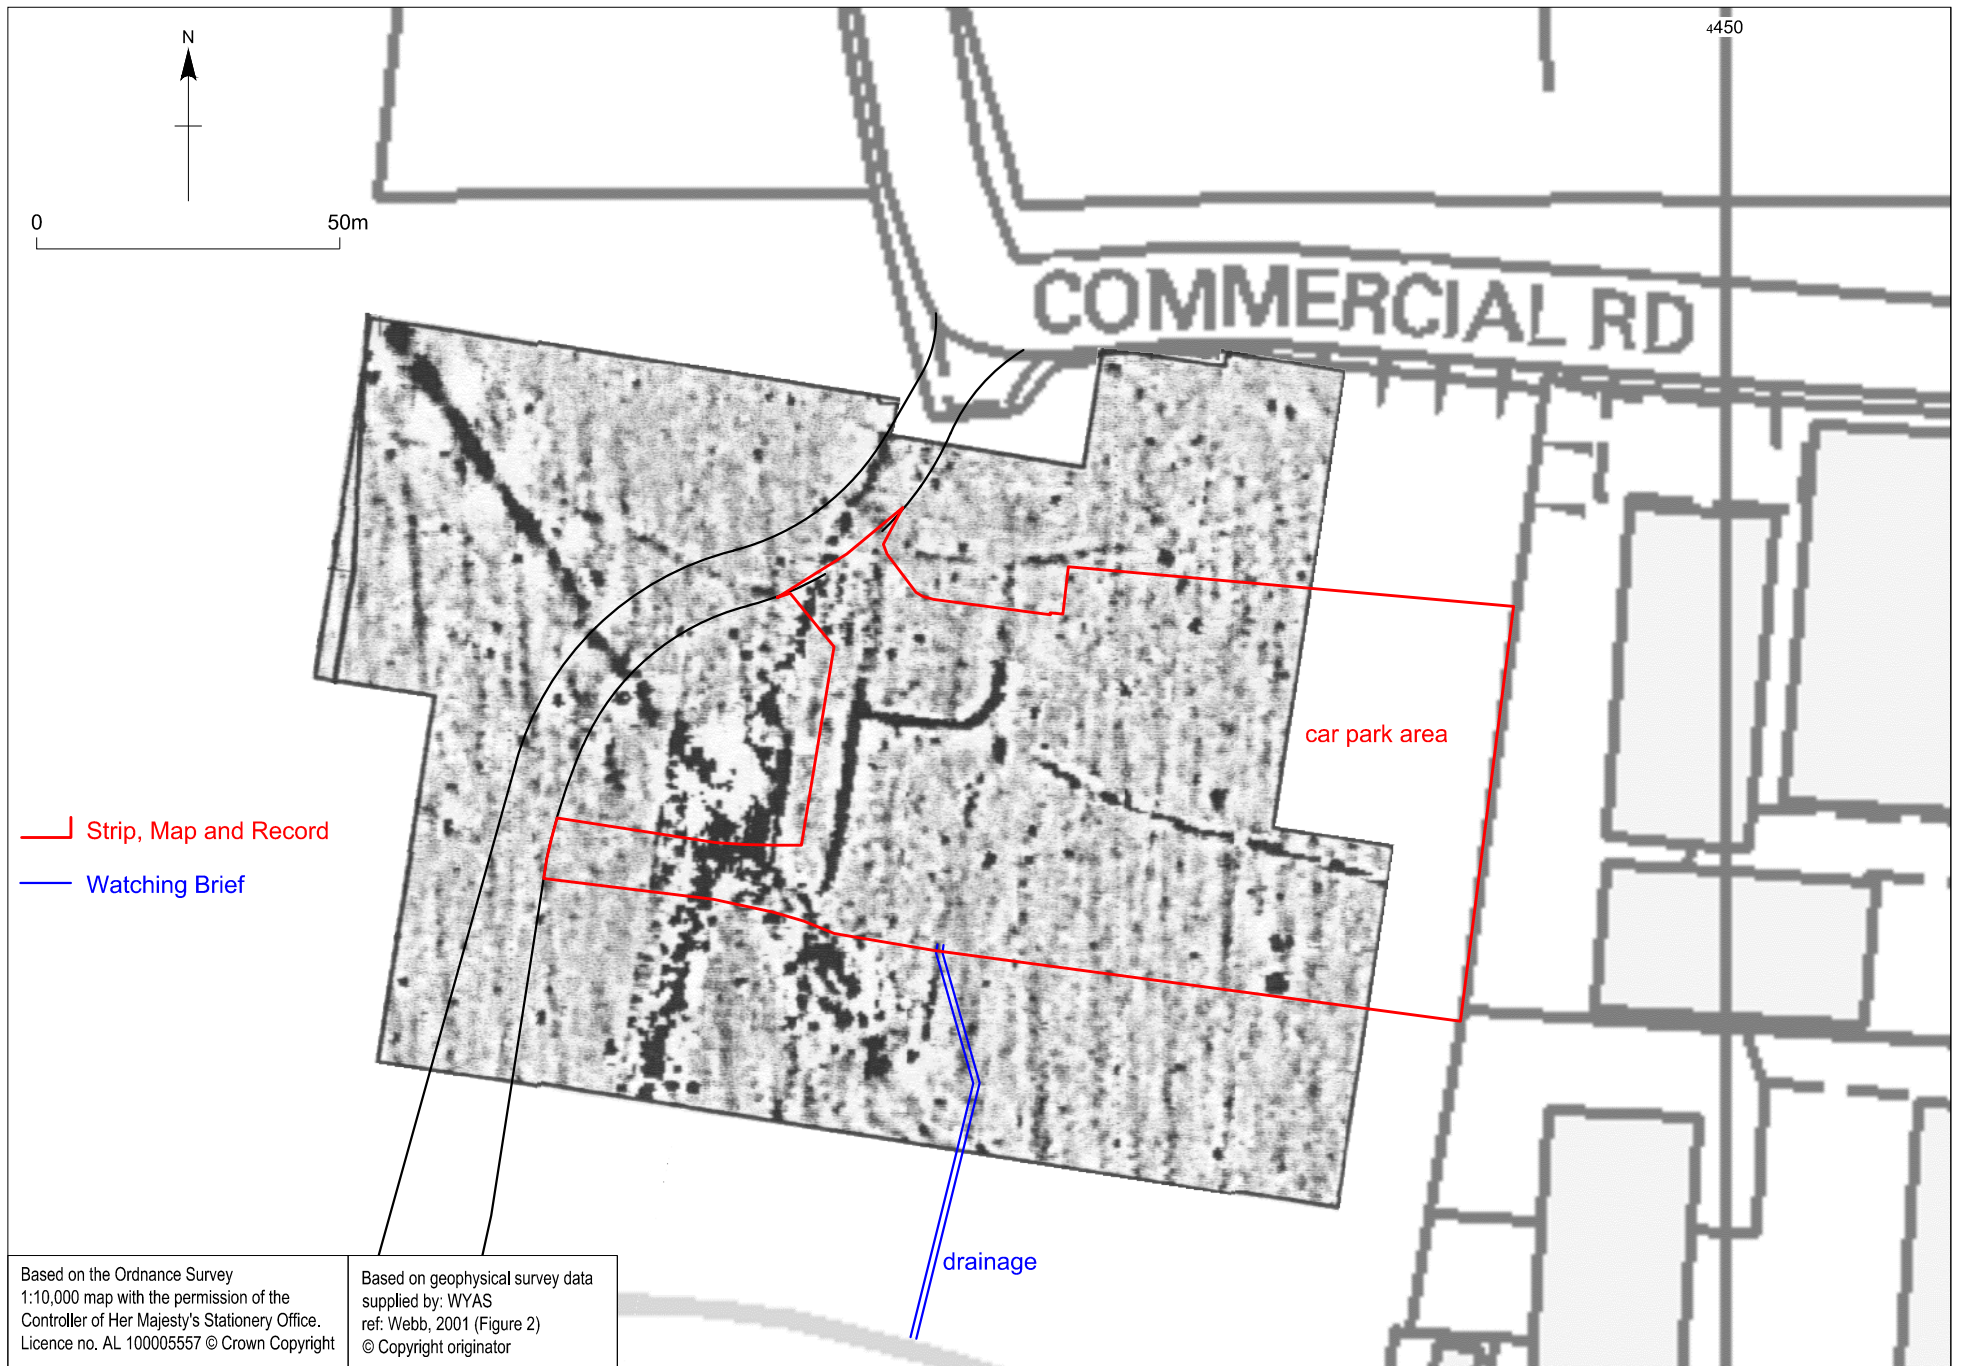 N
4450
0 50m
COMMERCIAL RD
car park area
Strip, Map and Record
Watching Brief
drainage
Based on the Ordnance Survey
1:10,000 map with the permission of the
Controller of Her Majesty's Stationery Office.
Licence no. AL 100005557 © Crown Copyright
Based on geophysical survey data
supplied by: WYAS
ref: Webb, 2001 (Figure 2)
© Copyright originator